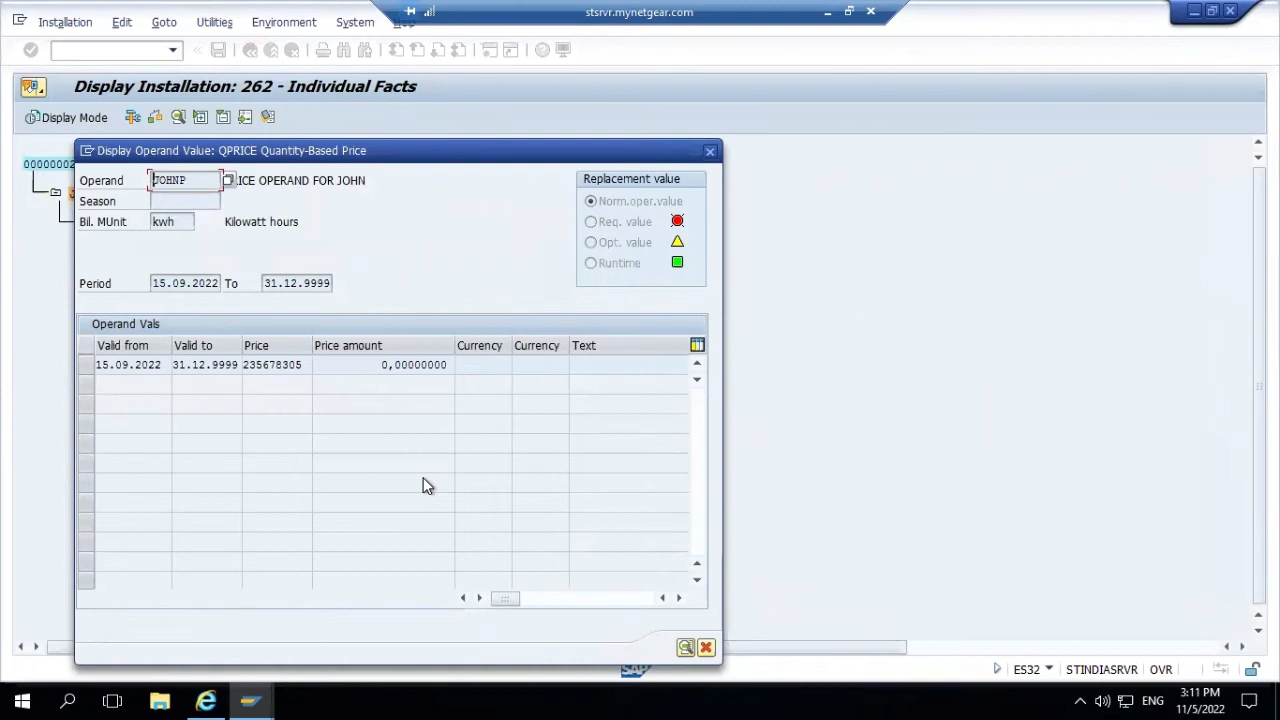 stsrvr.mynetgear.com
Installation Edit Goto Utilities Environment System Help
Display Installation: 262 - Individual Facts
Display Mode
00000002
Display Operand Value: QPRICE Quantity-Based Price
Operand JOHNP ICE OPERAND FOR JOHN
Season
Bil. MUnit kwh Kilowatt hours
Period 15.09.2022 To 31.12.9999
Replacement value
Norm.oper.value
Req. value
Opt. value
Runtime
Operand Vals
Valid from Valid to Price Price amount Currency Currency Text
15.09.2022 31.12.9999 235678305 0,00000000
SAP
ES32 STINDIASRVR OVR
ENG
3:11 PM
11/5/2022